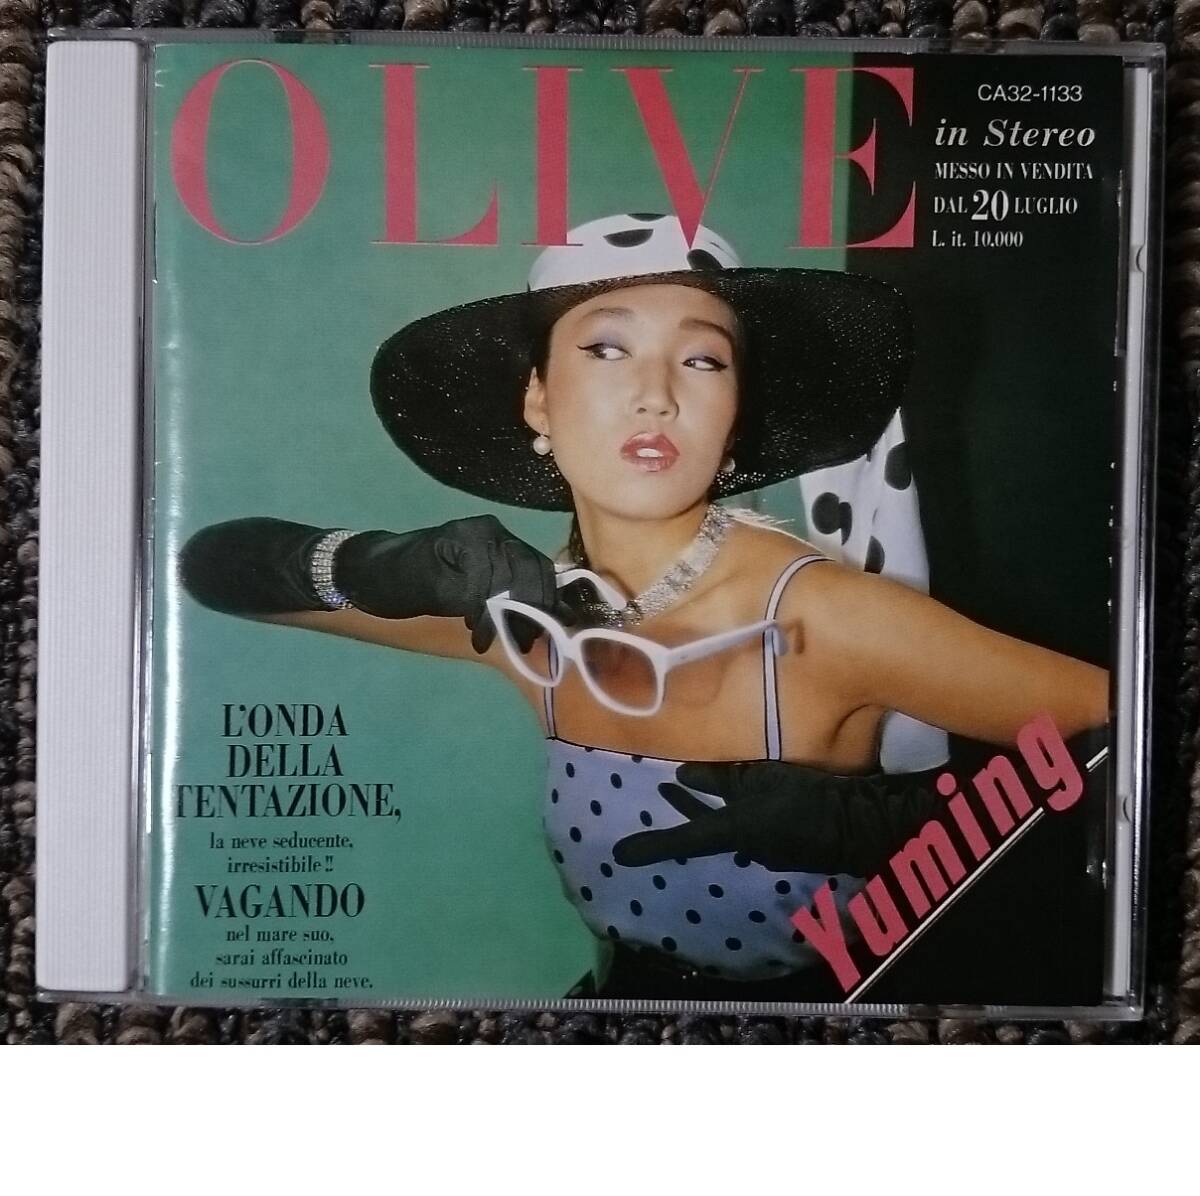 OLIVE
CA32-1133
in Stereo
MESSO IN VENDITA
DAL 20 LUGLIO
L. it. 10.000
L'ONDA
DELLA
TENTAZIONE,
la neve seducente,
irresistibile!!
VAGANDO
nel mare suo,
sarai affascinato
dei sussurri della neve.
Yuming